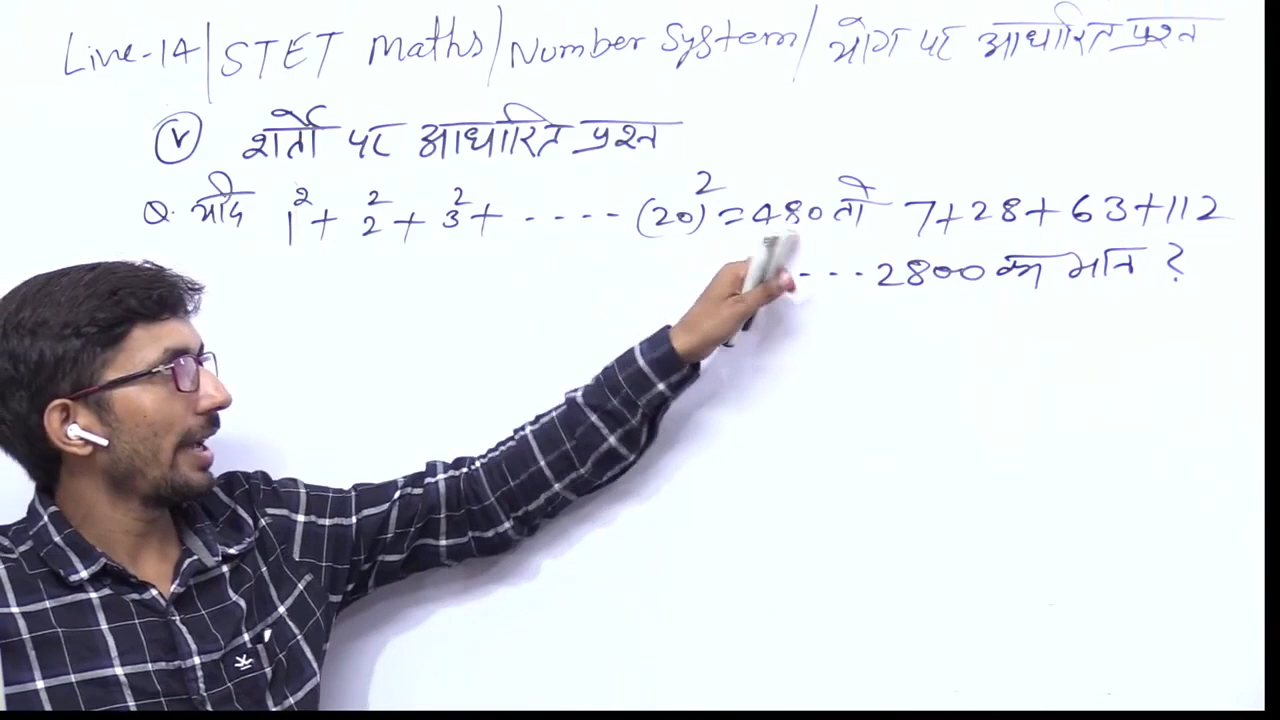 Live-14/STET Maths/Number System/योग पर आधारित प्रश्न
(v) शर्तो पर आधारित प्रश्न
Q. यदि 1² + 2² + 3² + ---- (20)² = 480 तो 7+28+63+112
---2800 का मान ?